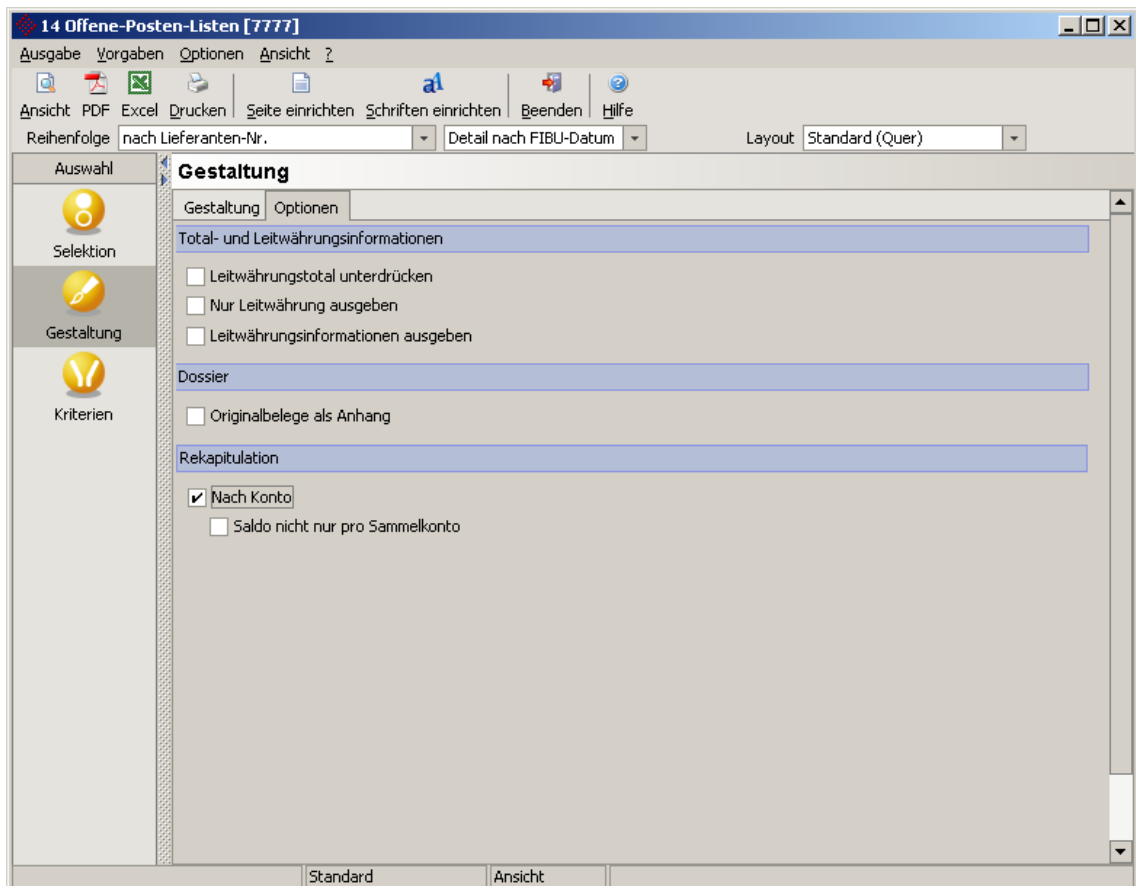 14 Offene-Posten-Listen [7777]
Ausgabe Vorgaben Optionen Ansicht ?
Ansicht PDF Excel Drucken Seite einrichten Schriften einrichten Beenden Hilfe
Reihenfolge nach Lieferanten-Nr. Detail nach FIBU-Datum Layout Standard (Quer)
Auswahl
Selektion
Gestaltung
Kriterien
Gestaltung
Gestaltung Optionen
Total- und Leitwährungsinformationen
Leitwährungstotal unterdrücken
Nur Leitwährung ausgeben
Leitwährungsinformationen ausgeben
Dossier
Originalbelege als Anhang
Rekapitulation
Nach Konto
Saldo nicht nur pro Sammelkonto
Standard Ansicht